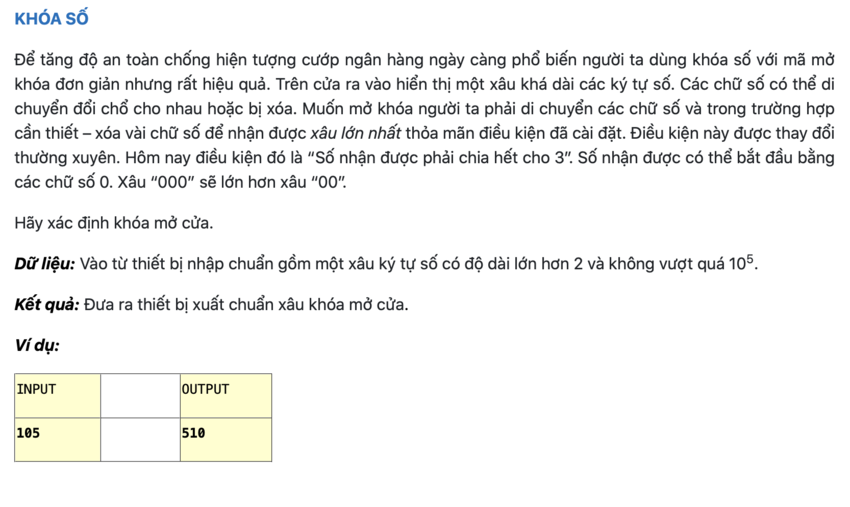 KHÓA SỐ
Để tăng độ an toàn chống hiện tượng cướp ngân hàng ngày càng phổ biến người ta dùng khóa số với mã mở
khóa đơn giản nhưng rất hiệu quả. Trên cửa ra vào hiển thị một xâu khá dài các ký tự số. Các chữ số có thể di
chuyển đổi chổ cho nhau hoặc bị xóa. Muốn mở khóa người ta phải di chuyển các chữ số và trong trường hợp
cần thiết – xóa vài chữ số để nhận được xâu lớn nhất thỏa mãn điều kiện đã cài đặt. Điều kiện này được thay đổi
thường xuyên. Hôm nay điều kiện đó là “Số nhận được phải chia hết cho 3”. Số nhận được có thể bắt đầu bằng
các chữ số 0. Xâu “000” sẽ lớn hơn xâu “00”.
Hãy xác định khóa mở cửa.
Dữ liệu: Vào từ thiết bị nhập chuẩn gồm một xâu ký tự số có độ dài lớn hơn 2 và không vượt quá 10⁵.
Kết quả: Đưa ra thiết bị xuất chuẩn xâu khóa mở cửa.
Ví dụ:
INPUT OUTPUT
105 510